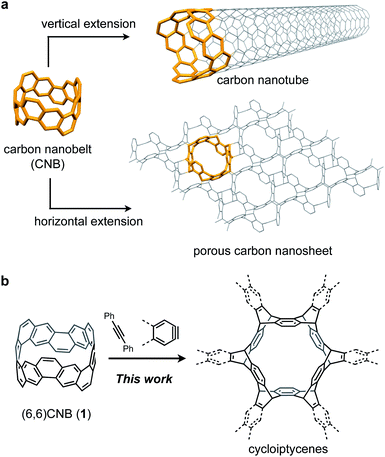 a
vertical extension
carbon nanotube
carbon nanobelt
(CNB)
horizontal extension
porous carbon nanosheet
b
Ph
Ph
This work
(6,6)CNB (1)
cycloiptycenes